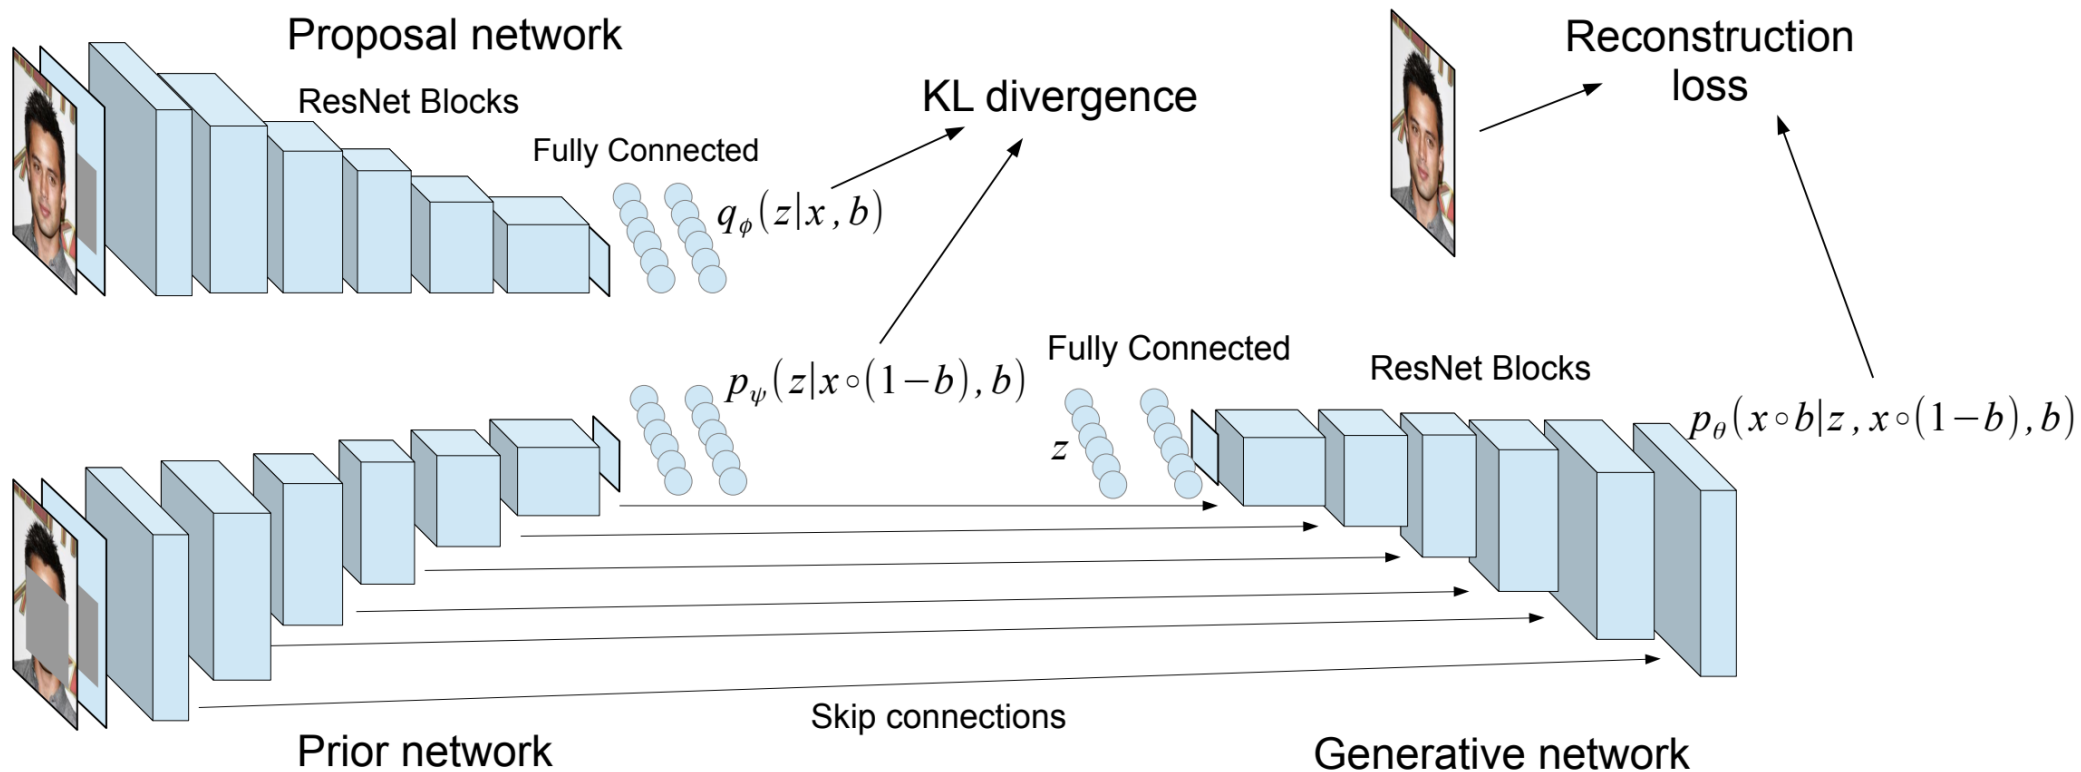 Proposal network
ResNet Blocks
Fully Connected
q_ϕ(z|x, b)
KL divergence
Reconstruction
loss
p_ψ(z|x∘(1−b), b)
Fully Connected
z
ResNet Blocks
p_θ(x∘b|z, x∘(1−b), b)
Skip connections
Prior network
Generative network